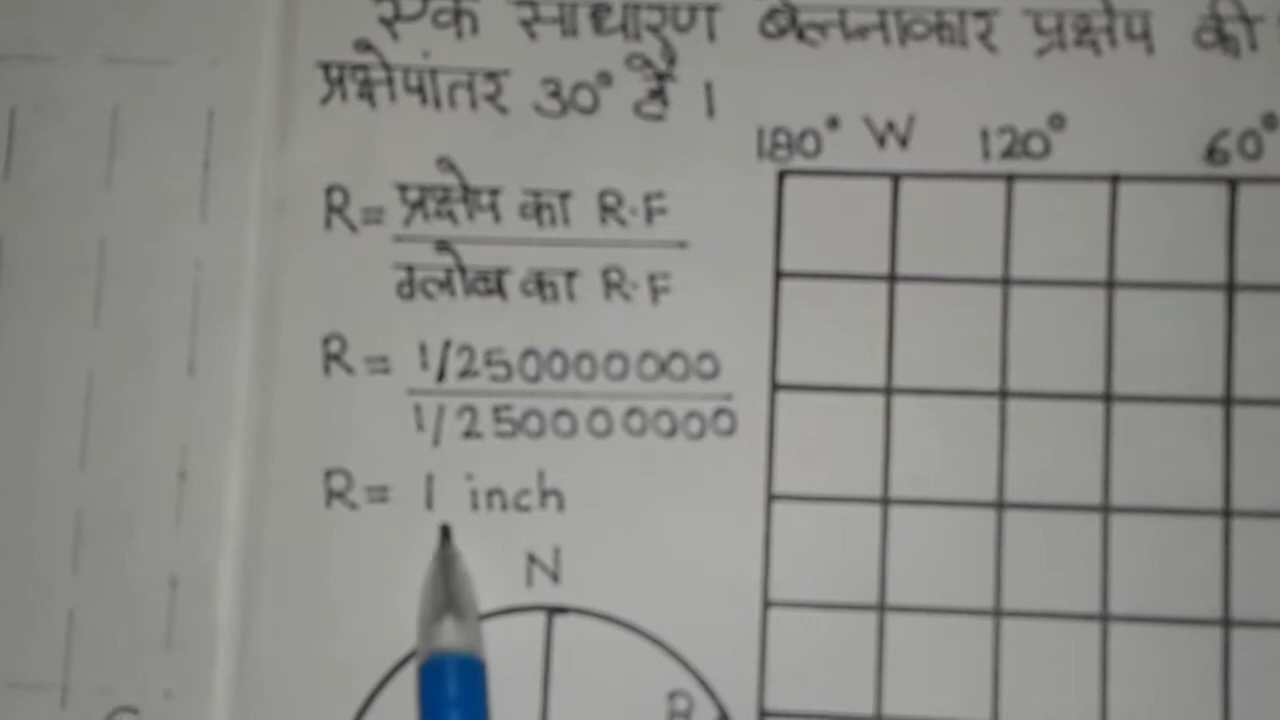 एक साधारण बेलनाकार प्रक्षेप की
प्रक्षेपांतर 30° है ।
180° W 120° 60°
R= प्रक्षेप का R.F
ग्लोब का R.F
R= 1/250000000
1/250000000
R= 1 inch
N